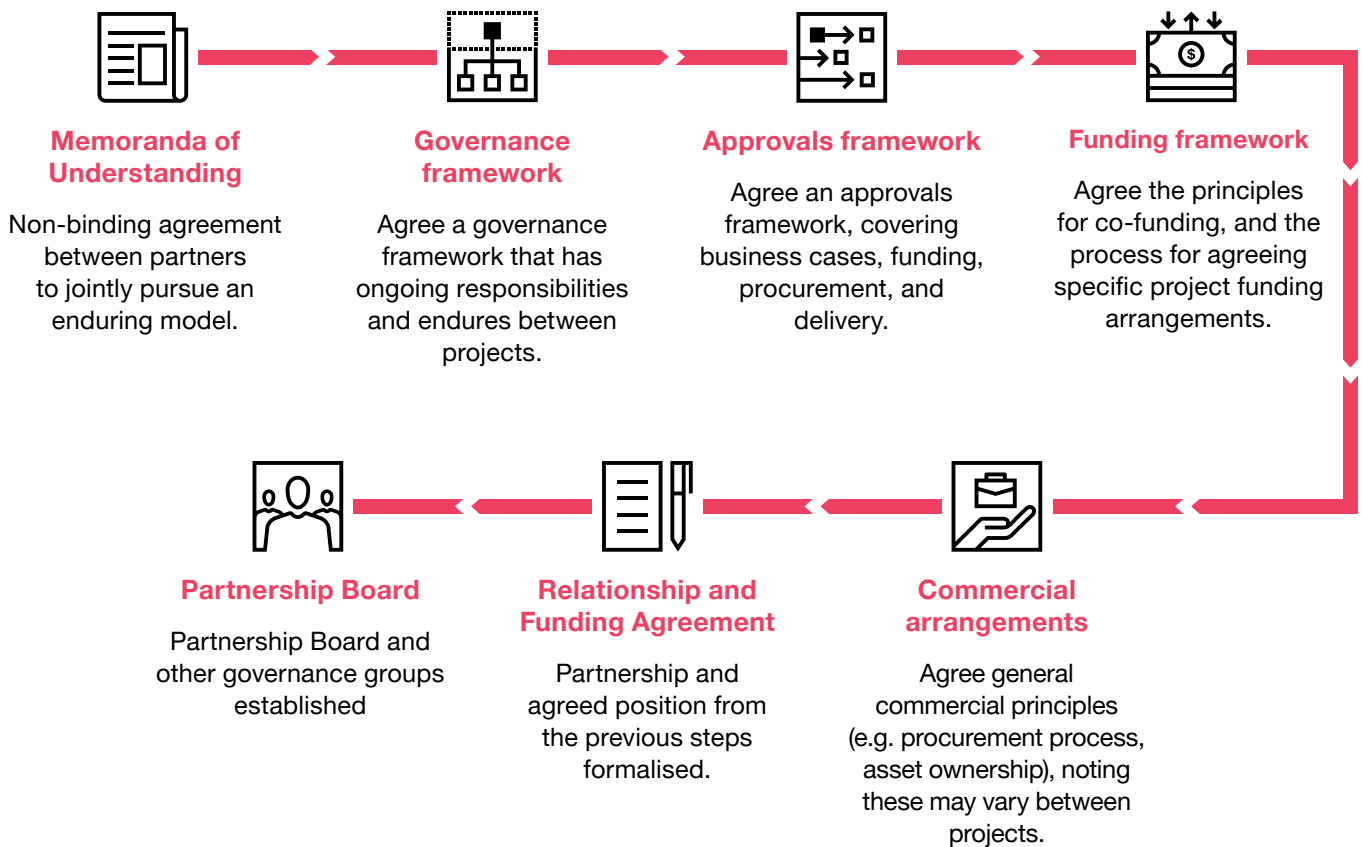 Memoranda of
Understanding
Non-binding agreement
between partners
to jointly pursue an
enduring model.
Governance
framework
Agree a governance
framework that has
ongoing responsibilities
and endures between
projects.
Approvals framework
Agree an approvals
framework, covering
business cases, funding,
procurement, and
delivery.
$
Funding framework
Agree the principles
for co-funding, and the
process for agreeing
specific project funding
arrangements.
Commercial
arrangements
Agree general
commercial principles
(e.g. procurement process,
asset ownership), noting
these may vary between
projects.
Relationship and
Funding Agreement
Partnership and
agreed position from
the previous steps
formalised.
Partnership Board
Partnership Board and
other governance groups
established